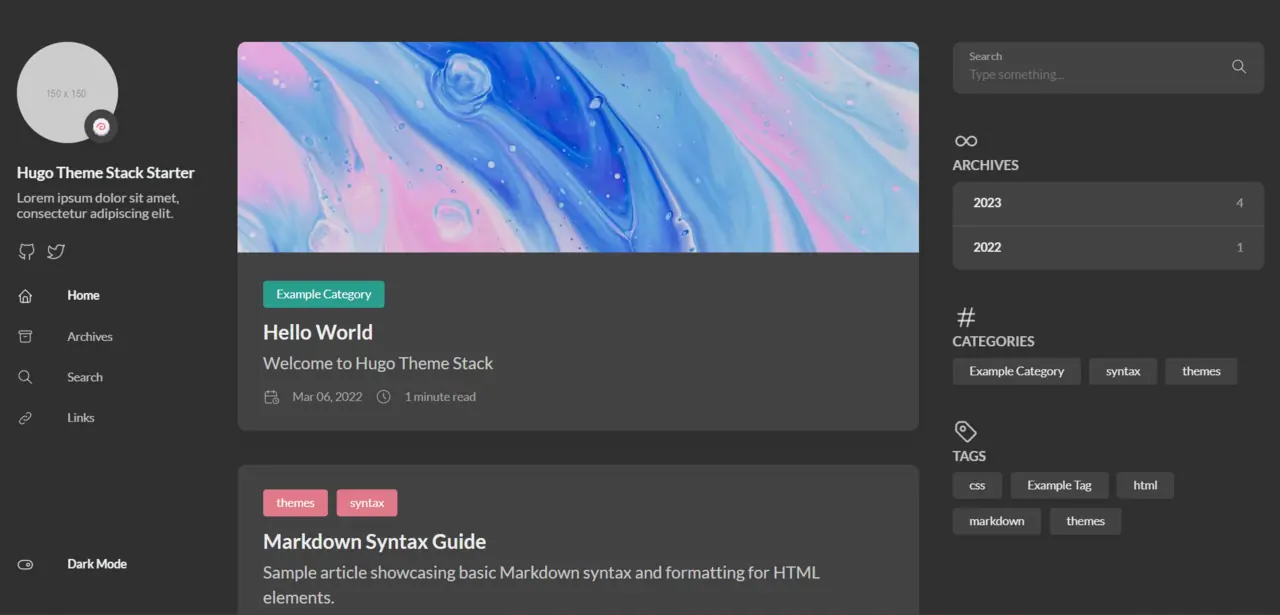 150 x 150
Hugo Theme Stack Starter
Lorem ipsum dolor sit amet,
consectetur adipiscing elit.
Home
Archives
Search
Links
Dark Mode
Example Category
Hello World
Welcome to Hugo Theme Stack
Mar 06, 2022 1 minute read
themes syntax
Markdown Syntax Guide
Sample article showcasing basic Markdown syntax and formatting for HTML
elements.
Search
Type something...
ARCHIVES
2023 4
2022 1
CATEGORIES
Example Category syntax themes
TAGS
css Example Tag html
markdown themes